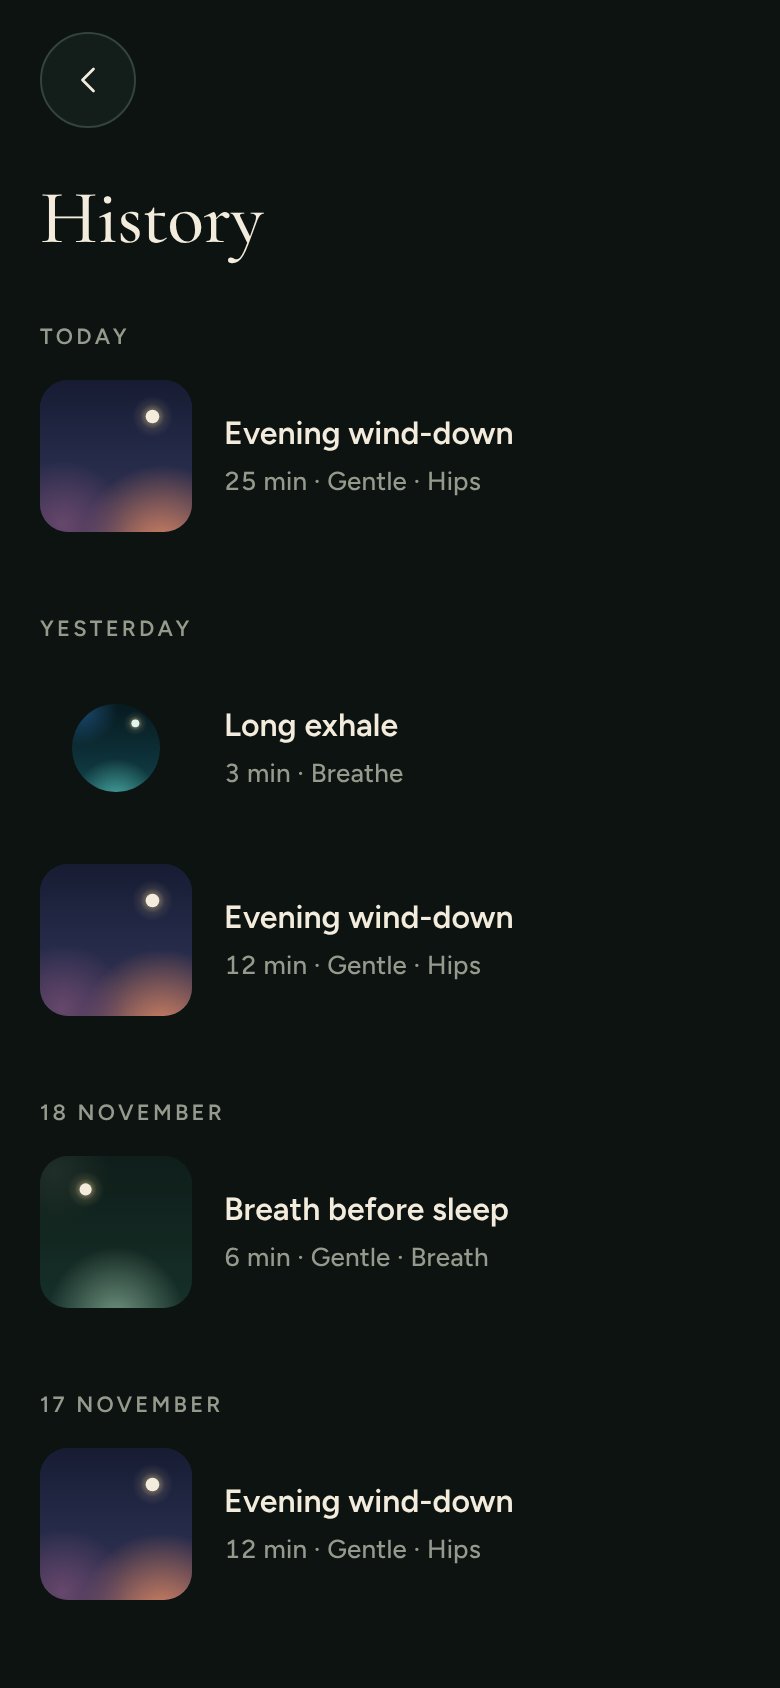 History
TODAY
Evening wind-down
25 min · Gentle · Hips
YESTERDAY
Long exhale
3 min · Breathe
Evening wind-down
12 min · Gentle · Hips
18 NOVEMBER
Breath before sleep
6 min · Gentle · Breath
17 NOVEMBER
Evening wind-down
12 min · Gentle · Hips